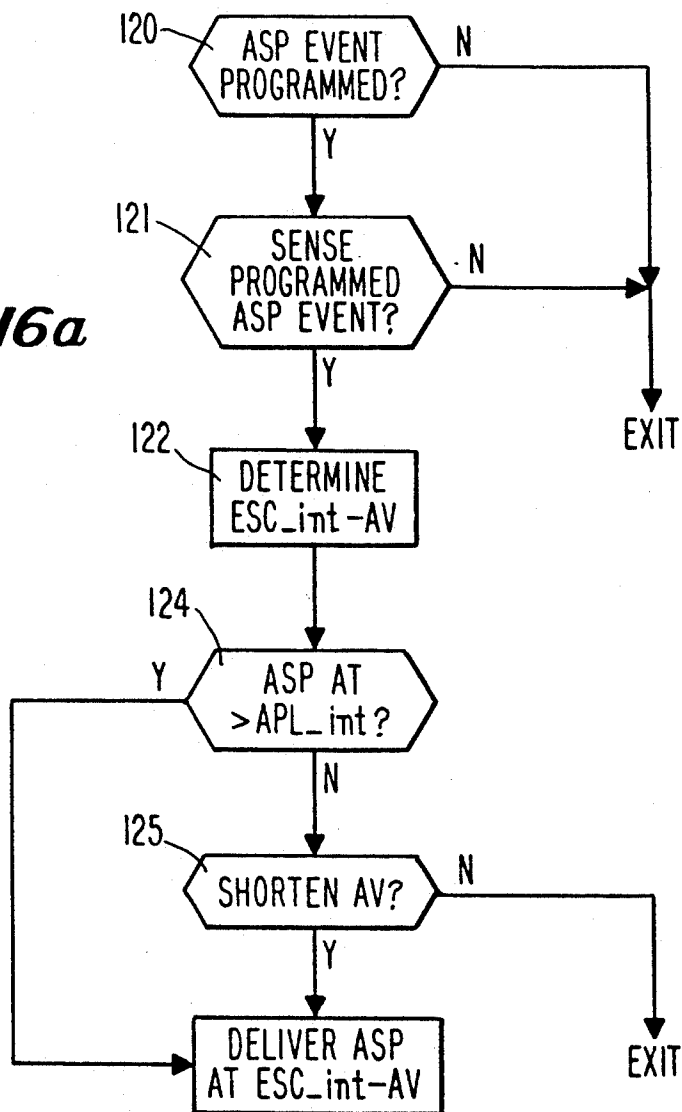 120
ASP EVENT
PROGRAMMED?
N
Y
121
SENSE
PROGRAMMED
ASP EVENT?
N
16a
Y
EXIT
122
DETERMINE
ESC_int-AV
124
Y
ASP AT
>APL_int?
N
125
SHORTEN AV?
N
Y
DELIVER ASP
AT ESC_int-AV
EXIT